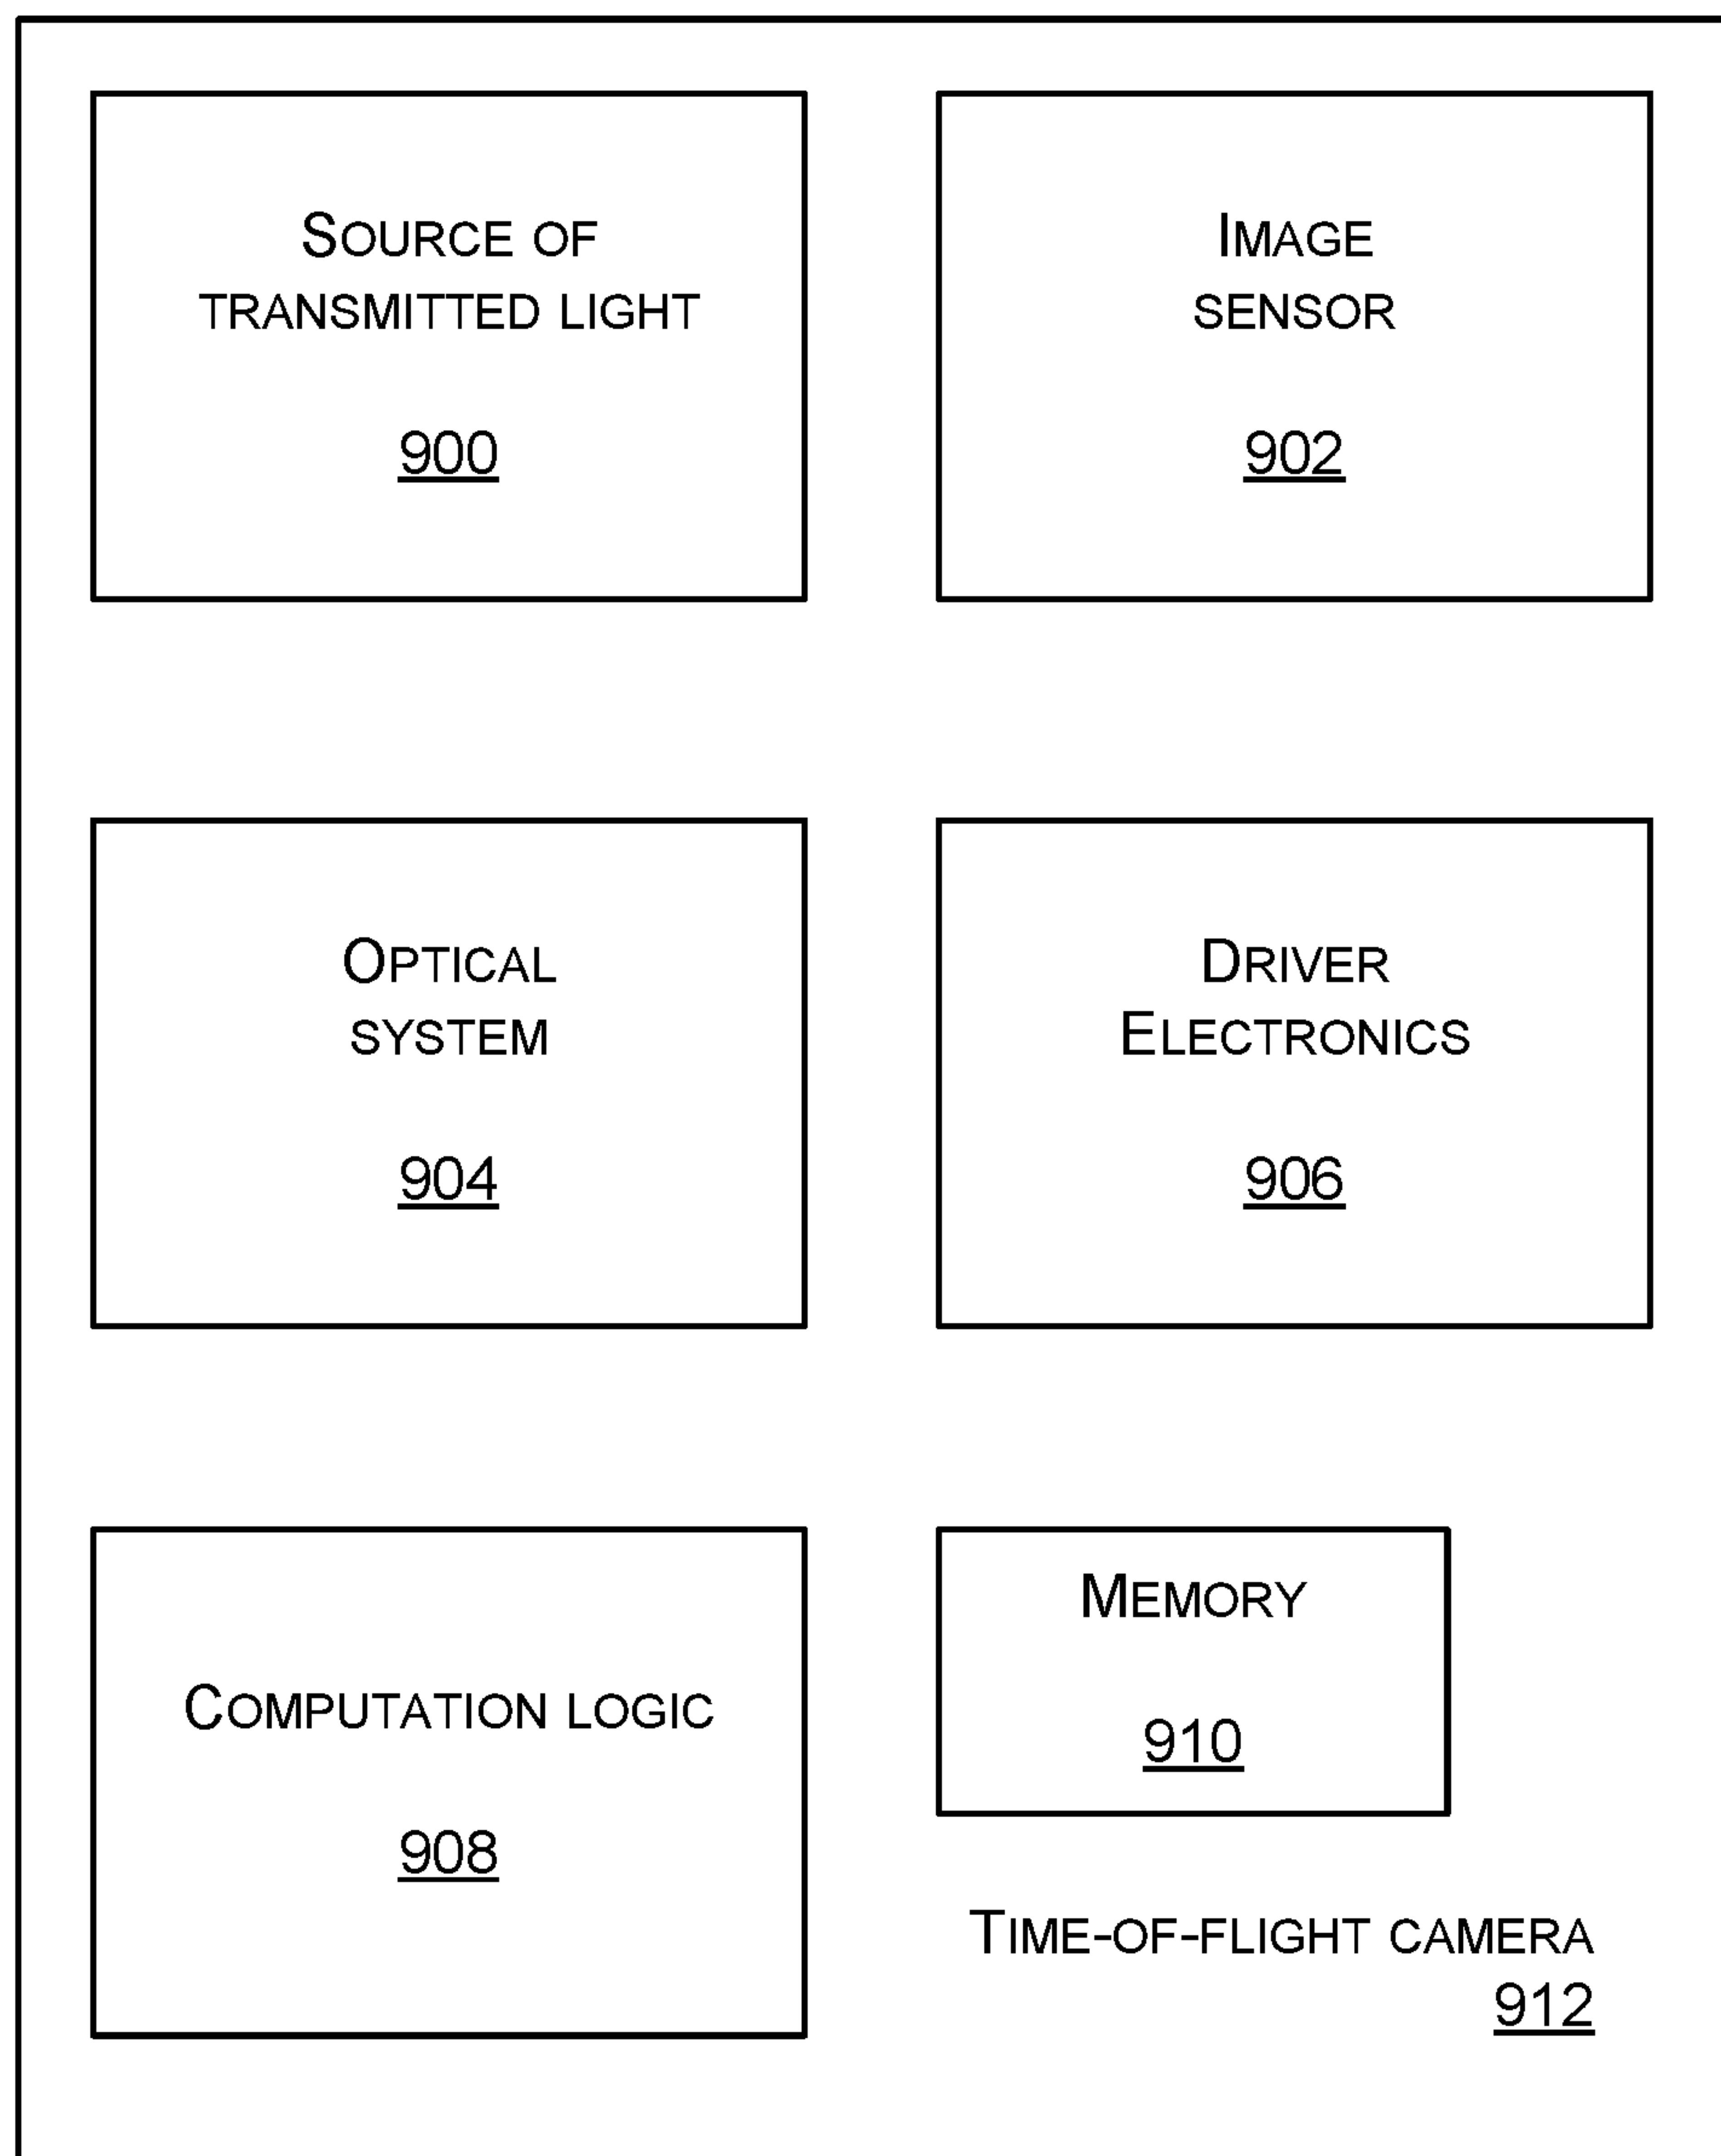 Source of
transmitted light
900
Image
sensor
902
Optical
system
904
Driver
Electronics
906
Computation logic
908
Memory
910
Time-of-flight camera
912